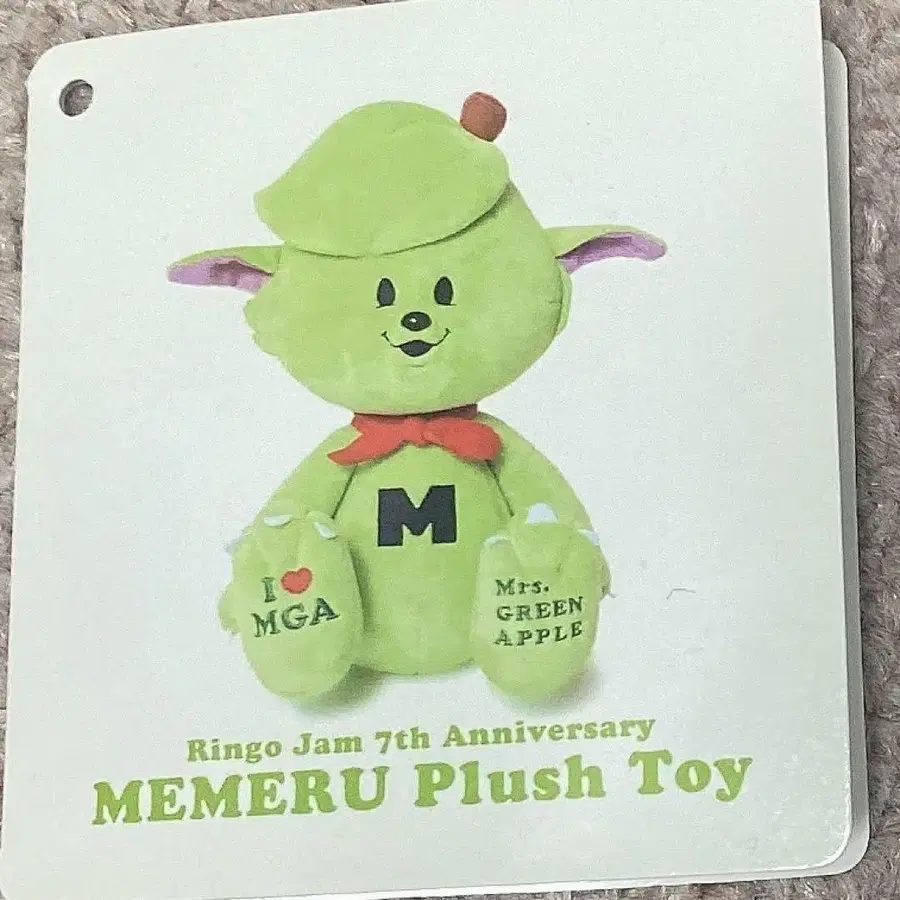 M
I ❤
MGA
Mrs.
GREEN
APPLE
Ringo Jam 7th Anniversary
MEMERU Plush Toy